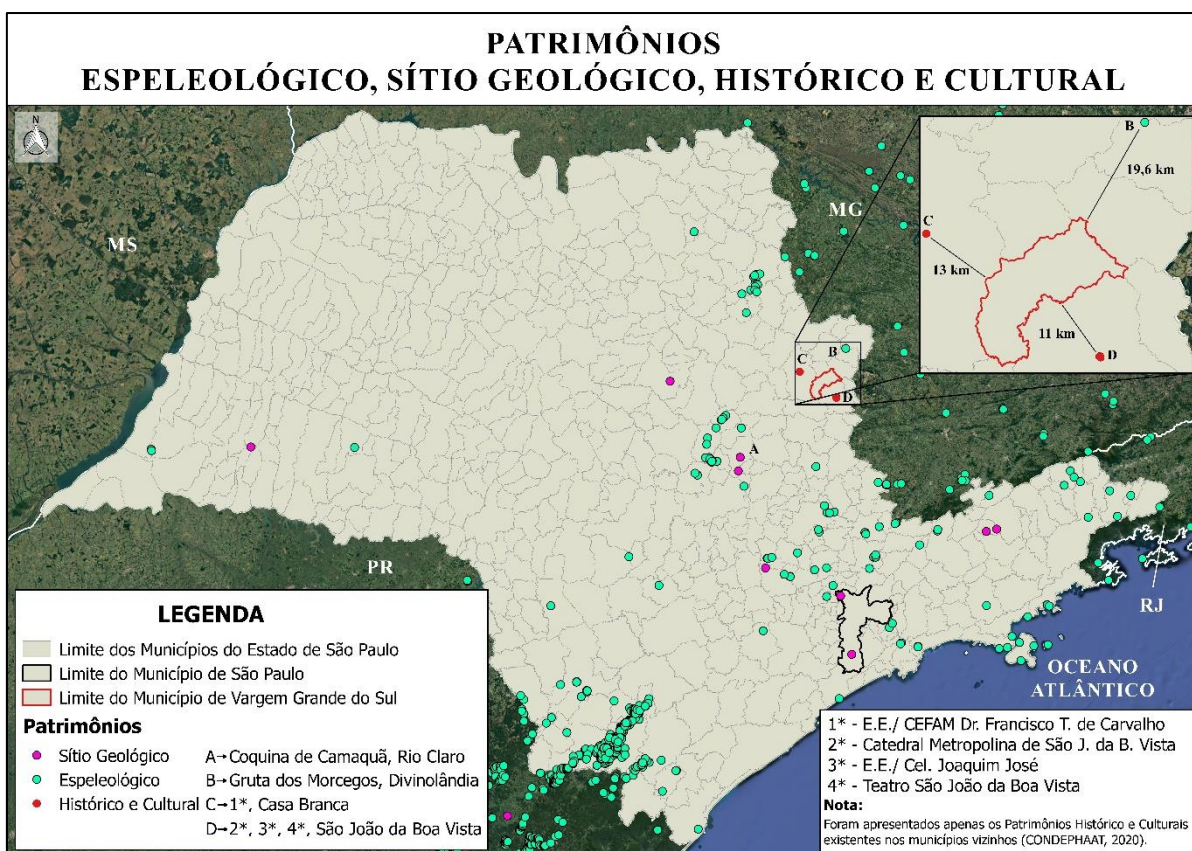 PATRIMÔNIOS
ESPELEOLÓGICO, SÍTIO GEOLÓGICO, HISTÓRICO E CULTURAL
N
MS
MG
B
19,6 km
C
13 km
11 km
D
B
C
D
A
PR
RJ
OCEANO
ATLÂNTICO
LEGENDA
Limite dos Municípios do Estado de São Paulo
Limite do Município de São Paulo
Limite do Município de Vargem Grande do Sul
Patrimônios
Sítio Geológico A→Coquina de Camaquã, Rio Claro
Espeleológico B→Gruta dos Morcegos, Divinolândia
Histórico e Cultural C→1*, Casa Branca
D→2*, 3*, 4*, São João da Boa Vista
1* - E.E./ CEFAM Dr. Francisco T. de Carvalho
2* - Catedral Metropolina de São J. da B. Vista
3* - E.E./ Cel. Joaquim José
4* - Teatro São João da Boa Vista
Nota:
Foram apresentados apenas os Patrimônios Histórico e Culturais
existentes nos municípios vizinhos (CONDEPHAAT, 2020).